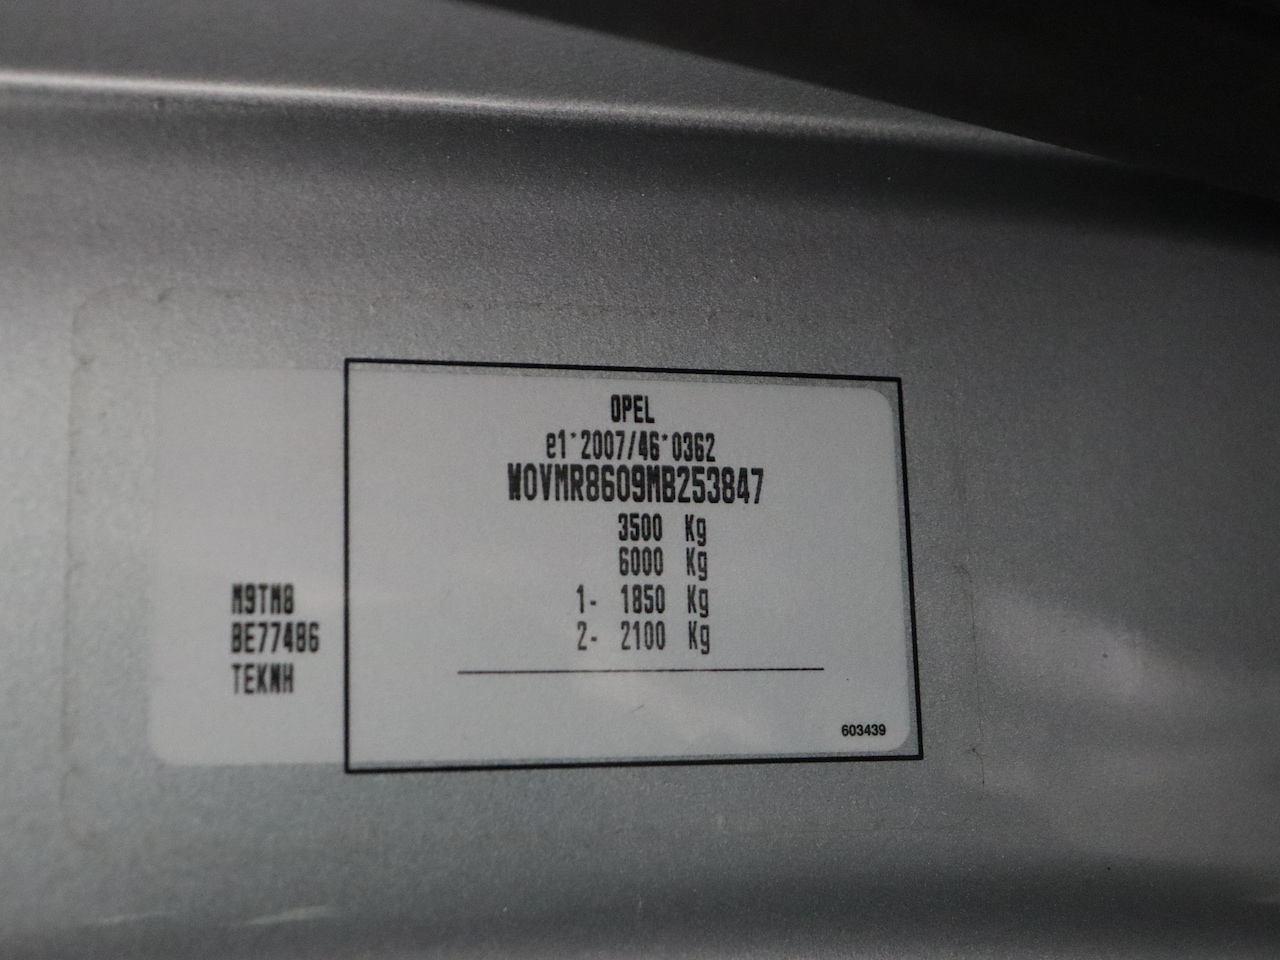 OPEL
e1*2007/46*0362
W0VMR8609MB253847
3500 Kg
6000 Kg
1- 1850 Kg
2- 2100 Kg
M9TM8
BE77486
TEKNH
603439